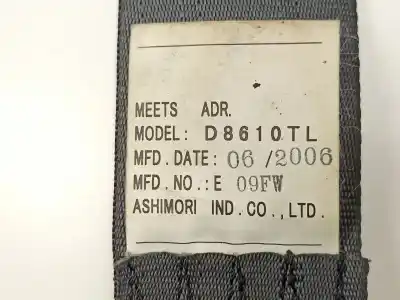 MEETS ADR.
MODEL: D8610TL
MFD.DATE: 06/2006
MFD.NO.:E 09FW
ASHIMORI IND.CO.,LTD.